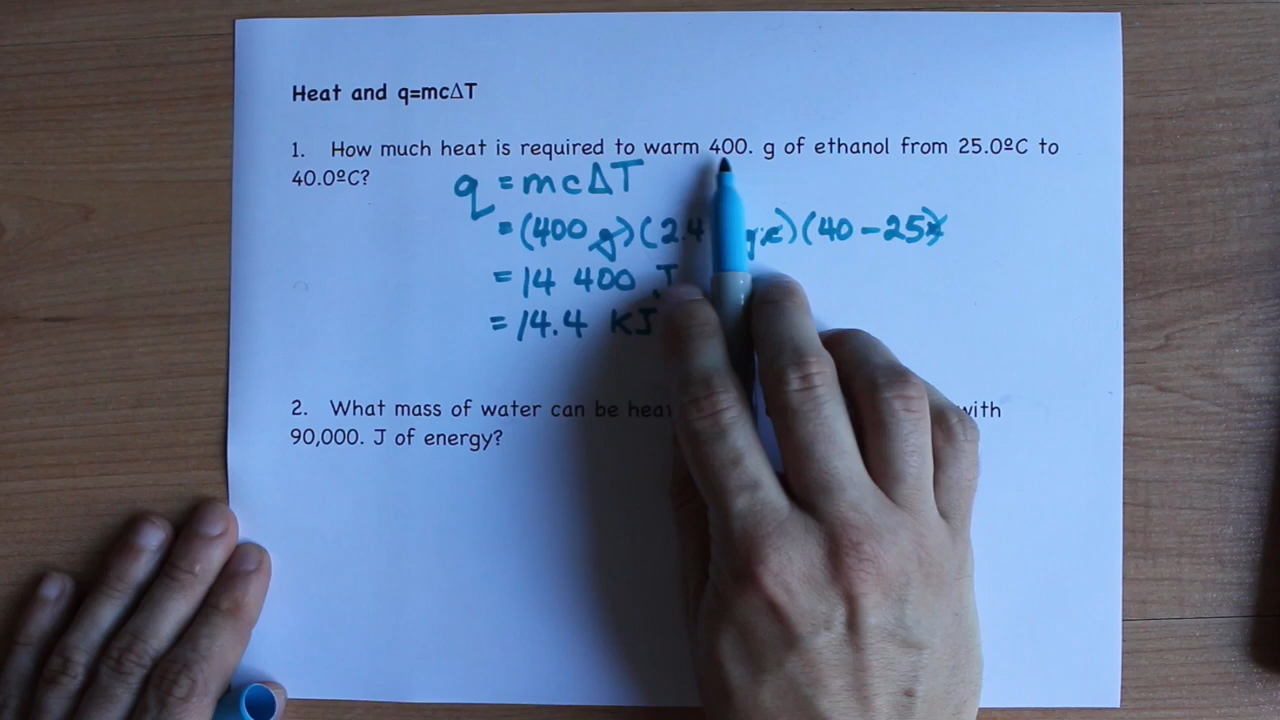 Heat and q=mcΔT
1. How much heat is required to warm 400. g of ethanol from 25.0ºC to
40.0ºC?
q = mcΔT
= (400 g)(2.4 g·c)(40 - 25
= 14 400 J
= 14.4 KJ
2. What mass of water can be with
90,000. J of energy?